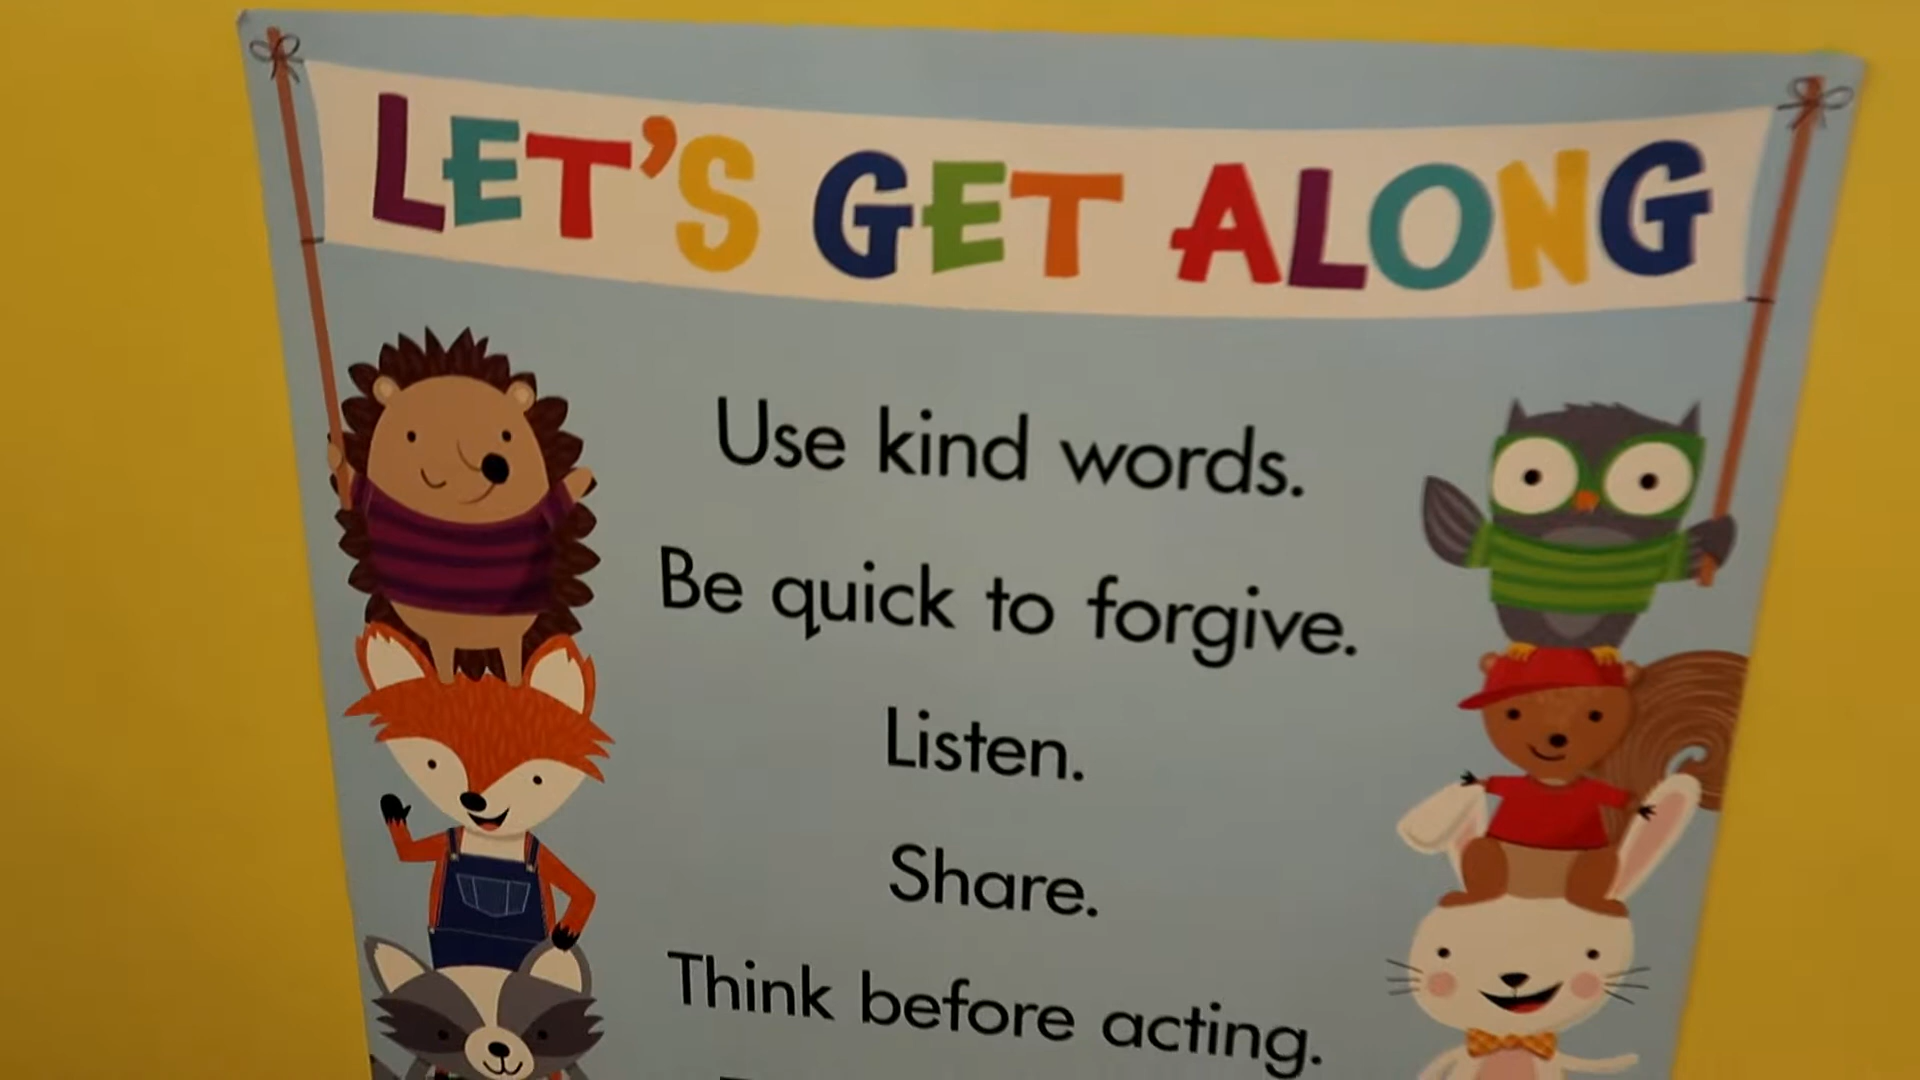 LET'S GET ALONG
Use kind words.
Be quick to forgive.
Listen.
Share.
Think before acting.